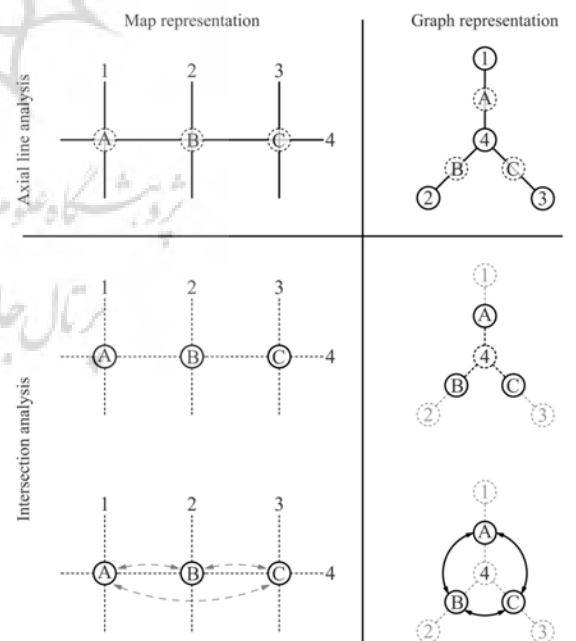 Map representation
Graph representation
Axial line analysis
1 2 3
A B C 4
1
A
4
B C
2 3
Intersection analysis
1 2 3
A B C 4
1
A
4
B C
2 3
1 2 3
A B C 4
1
A
4
B C
2 3